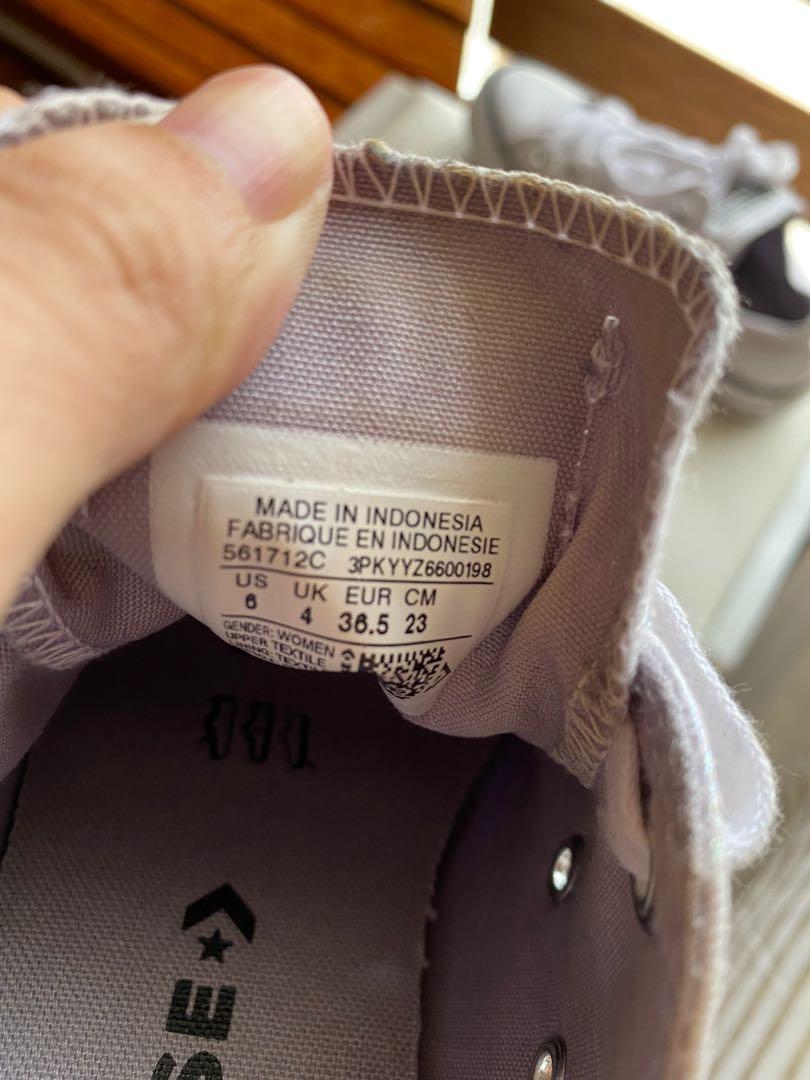 MADE IN INDONESIA
FABRIQUE EN INDONESIE
561712C 3PKYYZ6600198
US UK EUR CM
6 4 36.5 23
GENDER: WOMEN
UPPER TEXTILE
SE